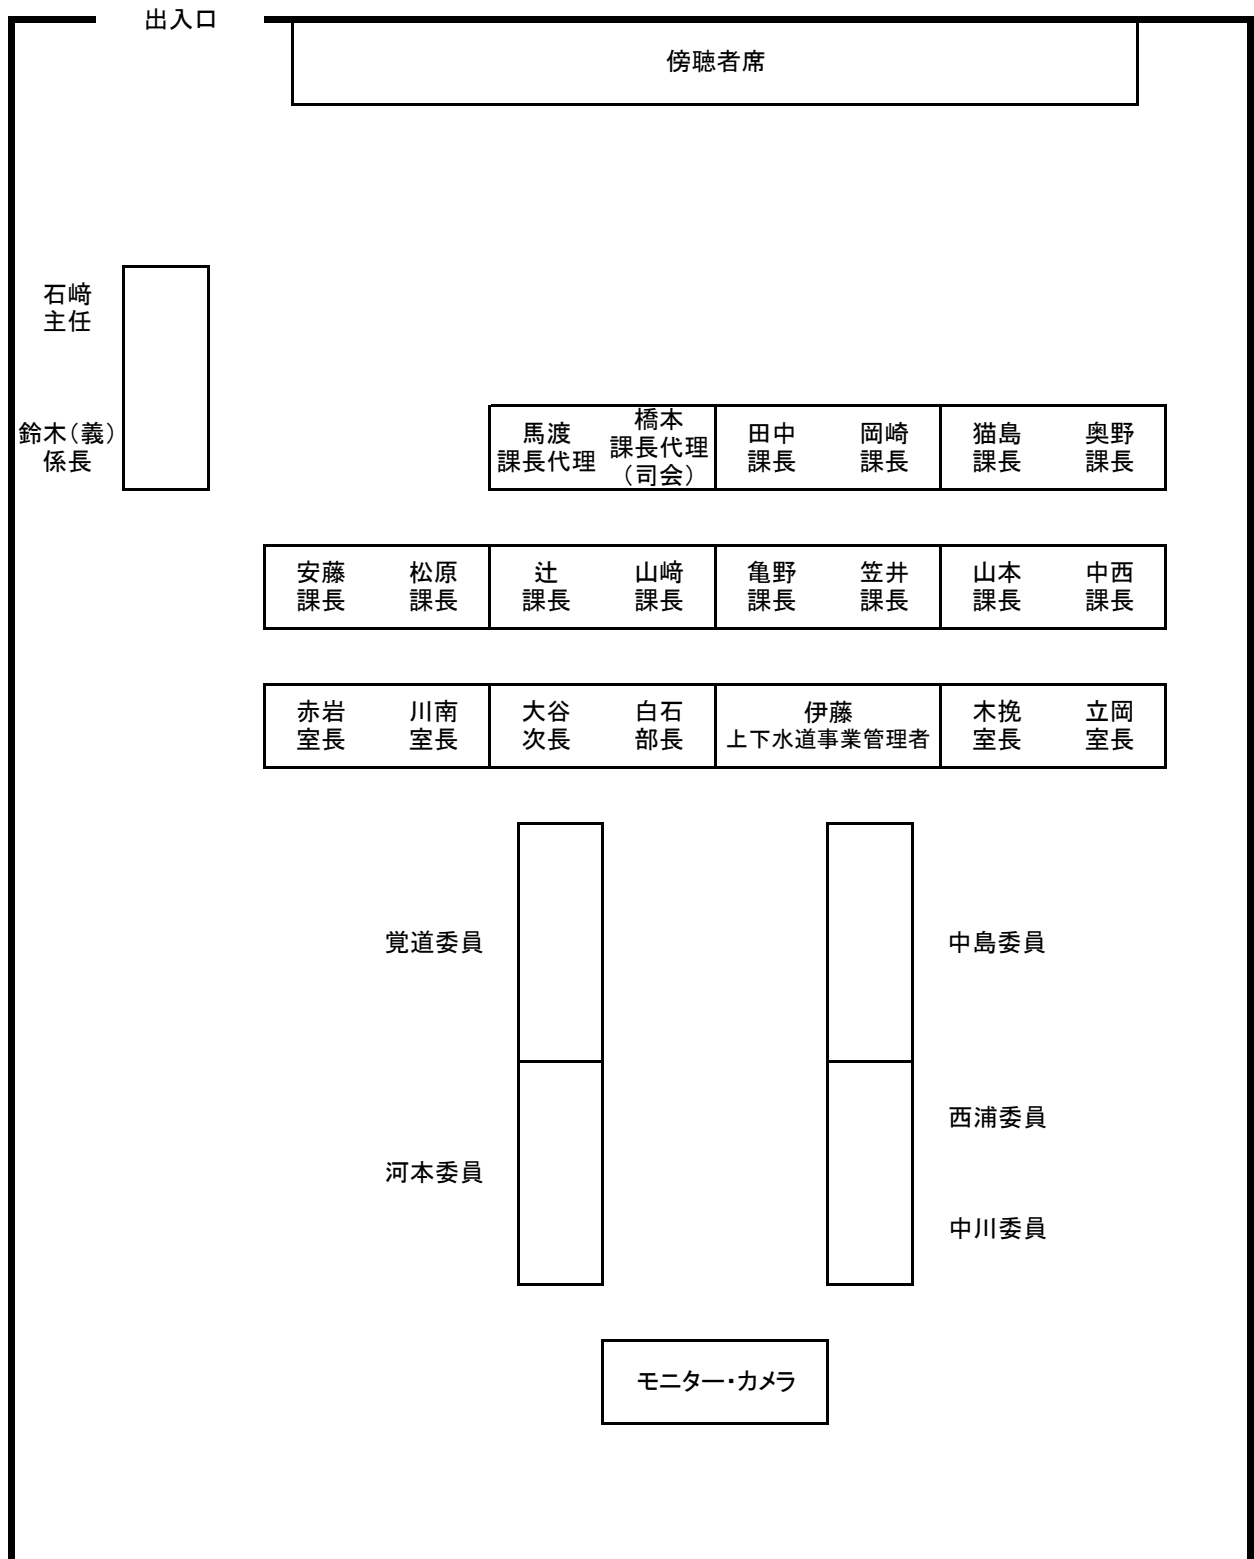 出入口
傍聴者席
石﨑
主任
鈴木(義)
係長
馬渡
課長代理
橋本
課長代理
(司会)
田中
課長
岡崎
課長
猫島
課長
奥野
課長
安藤
課長
松原
課長
辻
課長
山﨑
課長
亀野
課長
笠井
課長
山本
課長
中西
課長
赤岩
室長
川南
室長
大谷
次長
白石
部長
伊藤
上下水道事業管理者
木挽
室長
立岡
室長
覚道委員
中島委員
西浦委員
河本委員
中川委員
モニター・カメラ